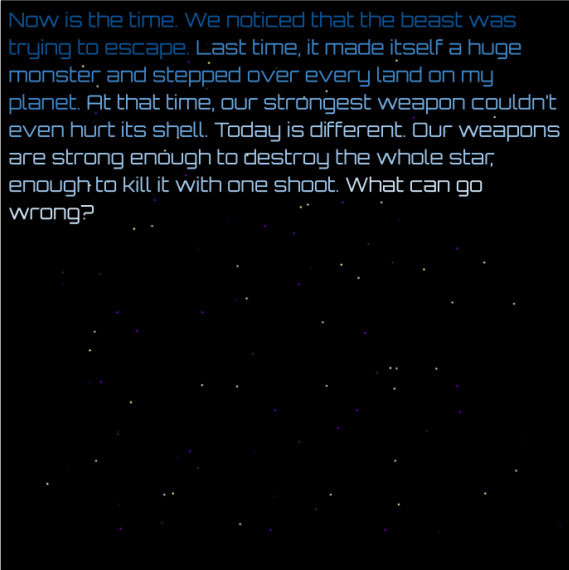 Now is the time. We noticed that the beast was
trying to escape. Last time, it made itself a huge
monster and stepped over every land on my
planet. At that time, our strongest weapon couldn't
even hurt its shell. Today is different. Our weapons
are strong enough to destroy the whole star,
enough to kill it with one shoot. What can go
wrong?